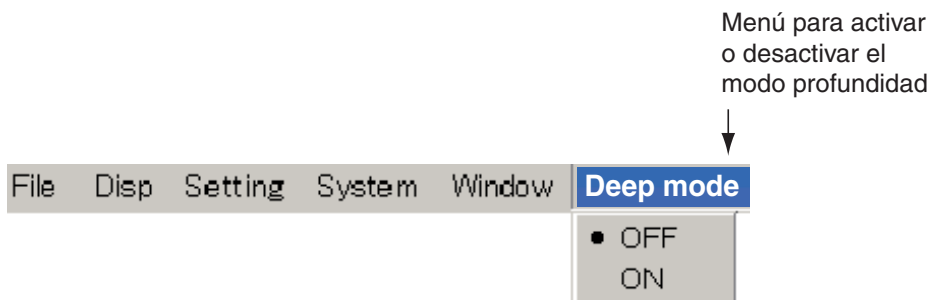 Menú para activar
o desactivar el
modo profundidad
File Disp Setting System Window Deep mode
• OFF
ON